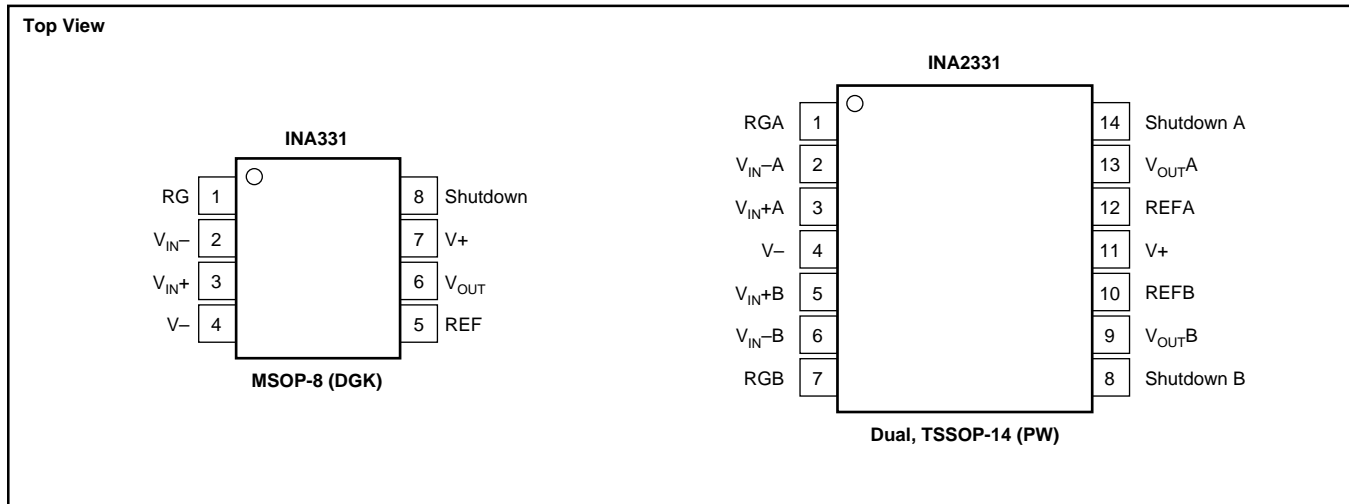 Top View
INA331
RG 1
V_IN– 2
V_IN+ 3
V– 4
8 Shutdown
7 V+
6 V_OUT
5 REF
MSOP-8 (DGK)
INA2331
RGA 1
V_IN–A 2
V_IN+A 3
V– 4
V_IN+B 5
V_IN–B 6
RGB 7
14 Shutdown A
13 V_OUTA
12 REFA
11 V+
10 REFB
9 V_OUTB
8 Shutdown B
Dual, TSSOP-14 (PW)